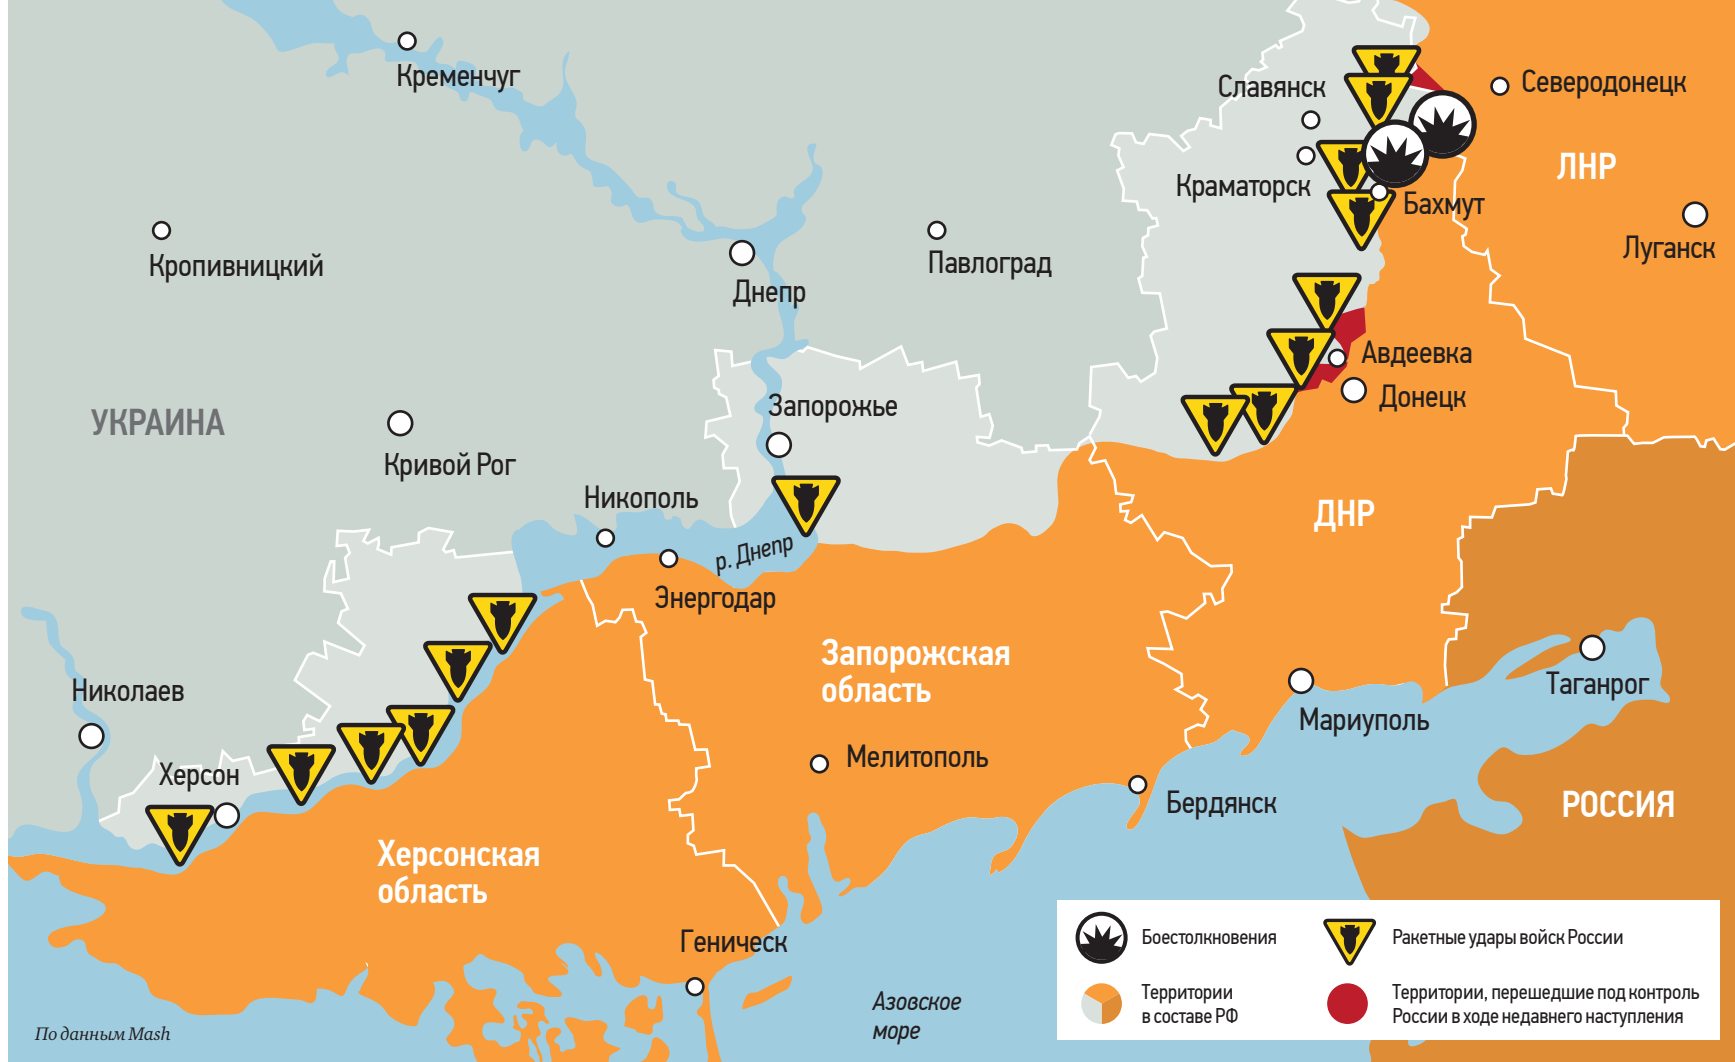 Кременчуг
Славянск
Северодонецк
ЛНР
Краматорск
Бахмут
Кропивницкий
Павлоград
Луганск
Днепр
Авдеевка
Донецк
УКРАИНА
Запорожье
Кривой Рог
Никополь
ДНР
р. Днепр
Энергодар
Запорожская
область
Николаев
Таганрог
Мариуполь
Херсон
Мелитополь
Бердянск
РОССИЯ
Херсонская
область
Геническ
Азовское
море
По данным Mash
Боестолкновения
Ракетные удары войск России
Территории
в составе РФ
Территории, перешедшие под контроль
России в ходе недавнего наступления